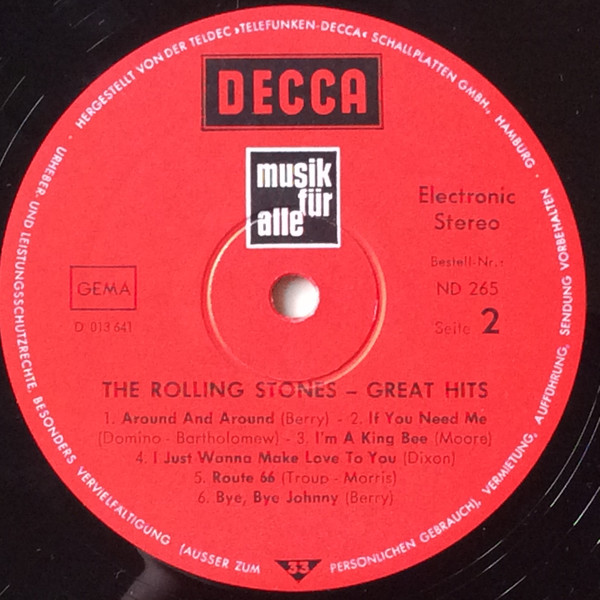 · HERGESTELLT VON DER TELDEC »TELEFUNKEN-DECCA« SCHALLPLATTEN GMBH., HAMBURG ·
URHEBER- UND LEISTUNGSSCHUTZRECHTE, BESONDERS VERVIELFÄLTIGUNG (AUSSER ZUM PERSÖNLICHEN GEBRAUCH), VERMIETUNG, AUFFÜHRUNG, SENDUNG VORBEHALTEN ·
DECCA
musik
für
alle
Electronic
Stereo
Bestell-Nr.:
ND 265
Seite 2
GEMA
D 013 641
THE ROLLING STONES – GREAT HITS
1. Around And Around (Berry) - 2. If You Need Me
(Domino - Bartholomew) - 3. I'm A King Bee (Moore)
4. I Just Wanna Make Love To You (Dixon)
5. Route 66 (Troup - Morris)
6. Bye, Bye Johnny (Berry)
33